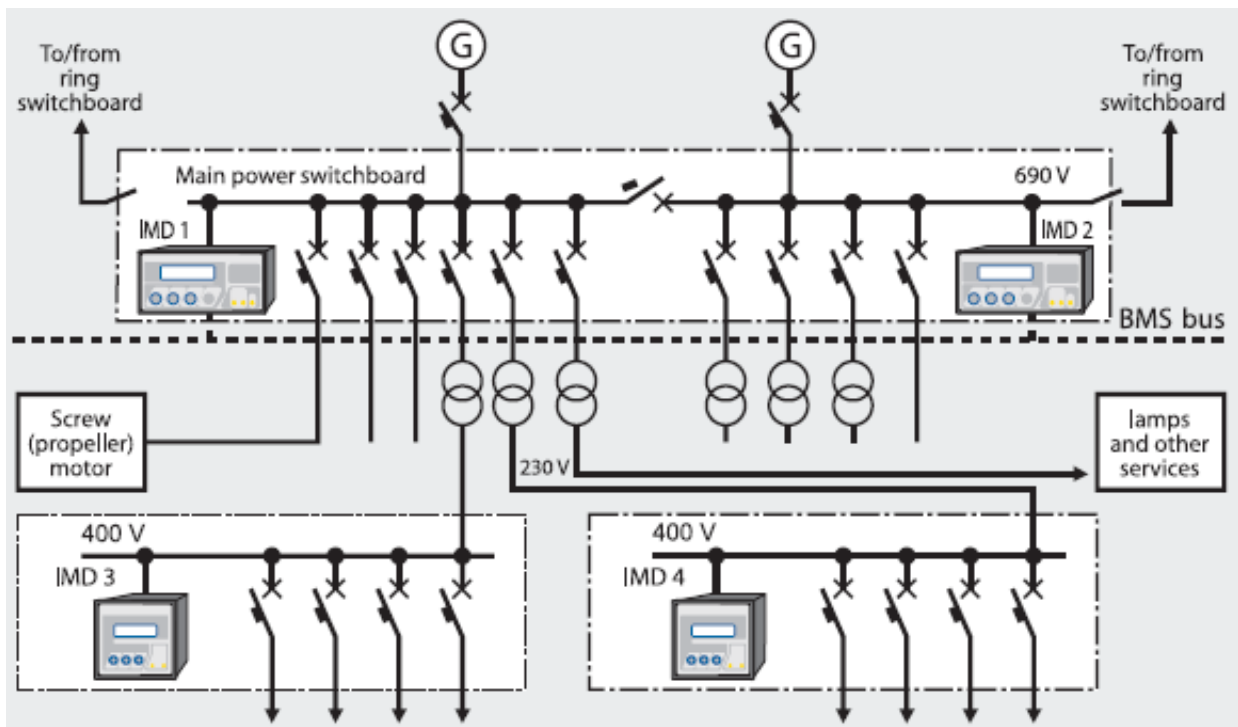 G
G
To/from
ring
switchboard
To/from
ring
switchboard
Main power switchboard
690 V
IMD 1
IMD 2
BMS bus
Screw
(propeller)
motor
lamps
and other
services
230 V
400 V
IMD 3
400 V
IMD 4